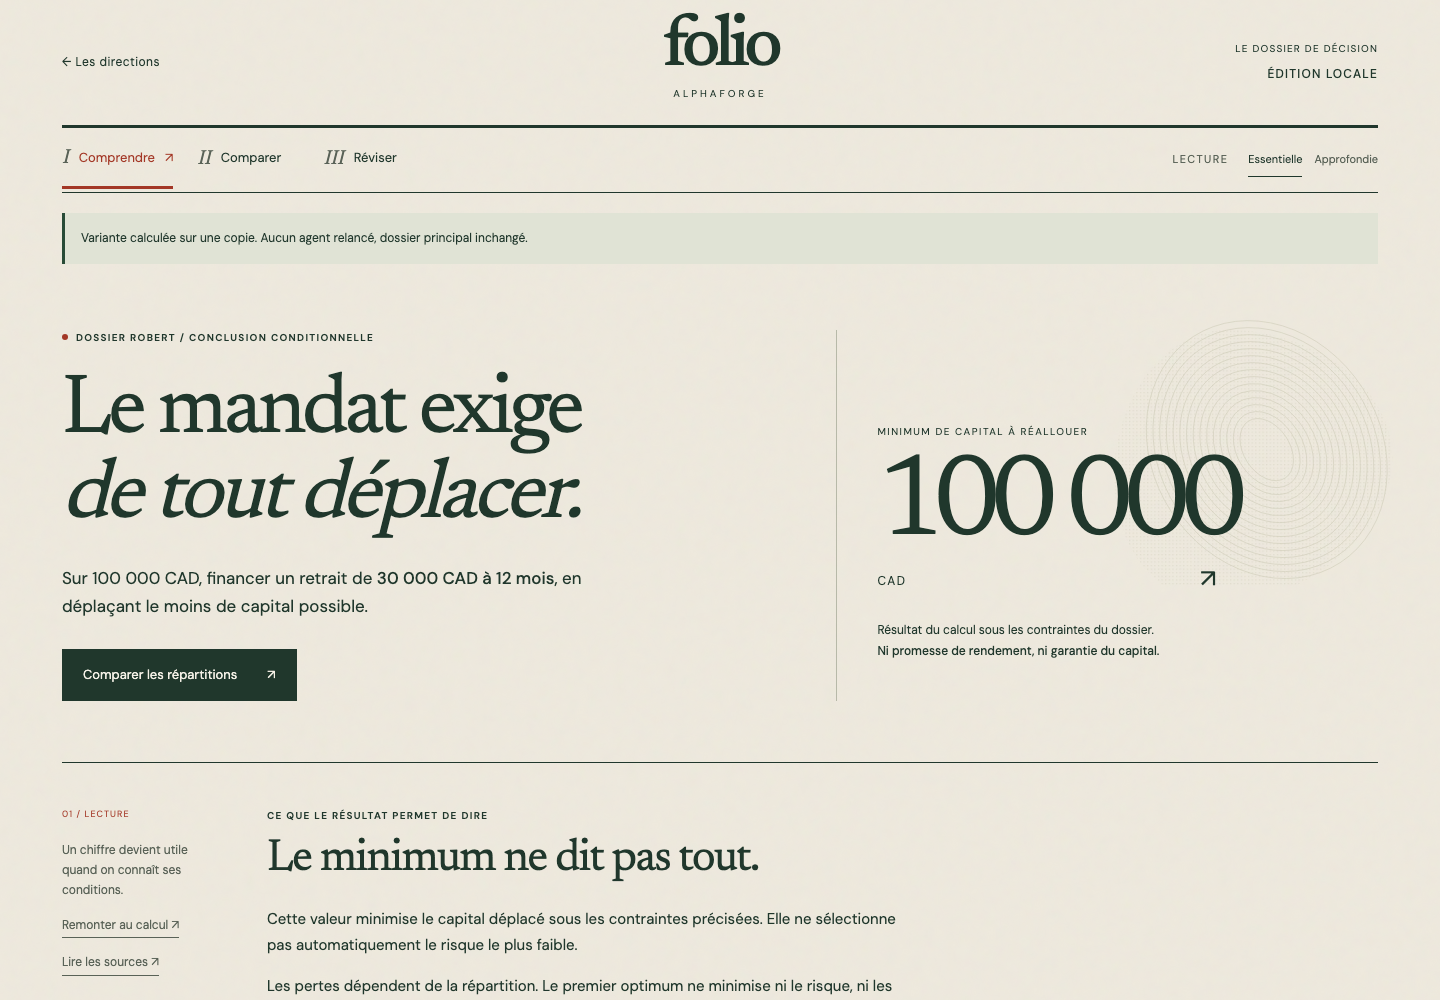 ← Les directions
folio
ALPHAFORGE
LE DOSSIER DE DÉCISION
ÉDITION LOCALE
I Comprendre ↗ II Comparer III Réviser
LECTURE Essentielle Approfondie
Variante calculée sur une copie. Aucun agent relancé, dossier principal inchangé.
DOSSIER ROBERT / CONCLUSION CONDITIONNELLE
Le mandat exige
de tout déplacer.
Sur 100 000 CAD, financer un retrait de 30 000 CAD à 12 mois, en
déplaçant le moins de capital possible.
Comparer les répartitions ↗
MINIMUM DE CAPITAL À RÉALLOUER
100 000
CAD ↗
Résultat du calcul sous les contraintes du dossier.
Ni promesse de rendement, ni garantie du capital.
01 / LECTURE
Un chiffre devient utile
quand on connaît ses
conditions.
Remonter au calcul ↗
Lire les sources ↗
CE QUE LE RÉSULTAT PERMET DE DIRE
Le minimum ne dit pas tout.
Cette valeur minimise le capital déplacé sous les contraintes précisées. Elle ne sélectionne
pas automatiquement le risque le plus faible.
Les pertes dépendent de la répartition. Le premier optimum ne minimise ni le risque, ni les